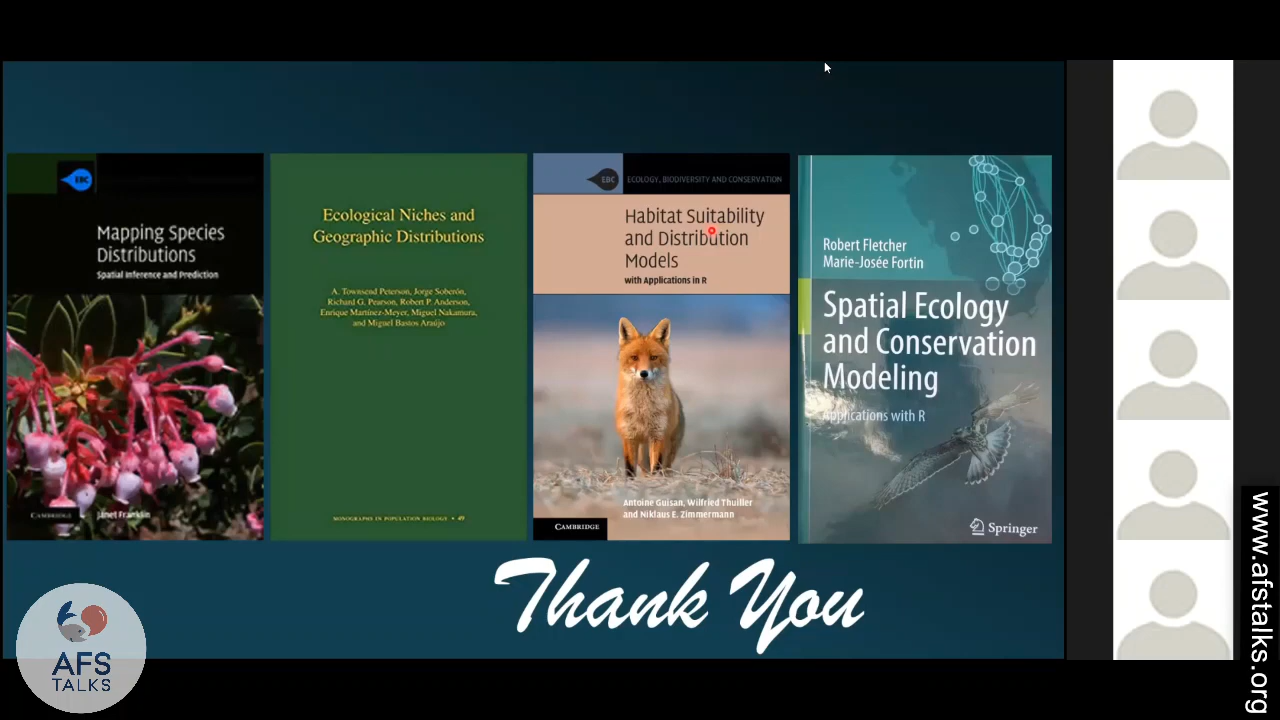 EBC
Mapping Species
Distributions
Spatial Inference and Prediction
CAMBRIDGE
Janet Franklin
Ecological Niches and
Geographic Distributions
A. Townsend Peterson, Jorge Soberón,
Richard G. Pearson, Robert P. Anderson,
Enrique Martínez-Meyer, Miguel Nakamura,
and Miguel Bastos Araújo
MONOGRAPHS IN POPULATION BIOLOGY • 49
EBC
ECOLOGY, BIODIVERSITY AND CONSERVATION
Habitat Suitability
and Distribution
Models
with Applications in R
Antoine Guisan, Wilfried Thuiller
and Niklaus E. Zimmermann
CAMBRIDGE
Robert Fletcher
Marie-Josée Fortin
Spatial Ecology
and Conservation
Modeling
Applications with R
Springer
Thank You
AFS
TALKS
www.afstalks.org